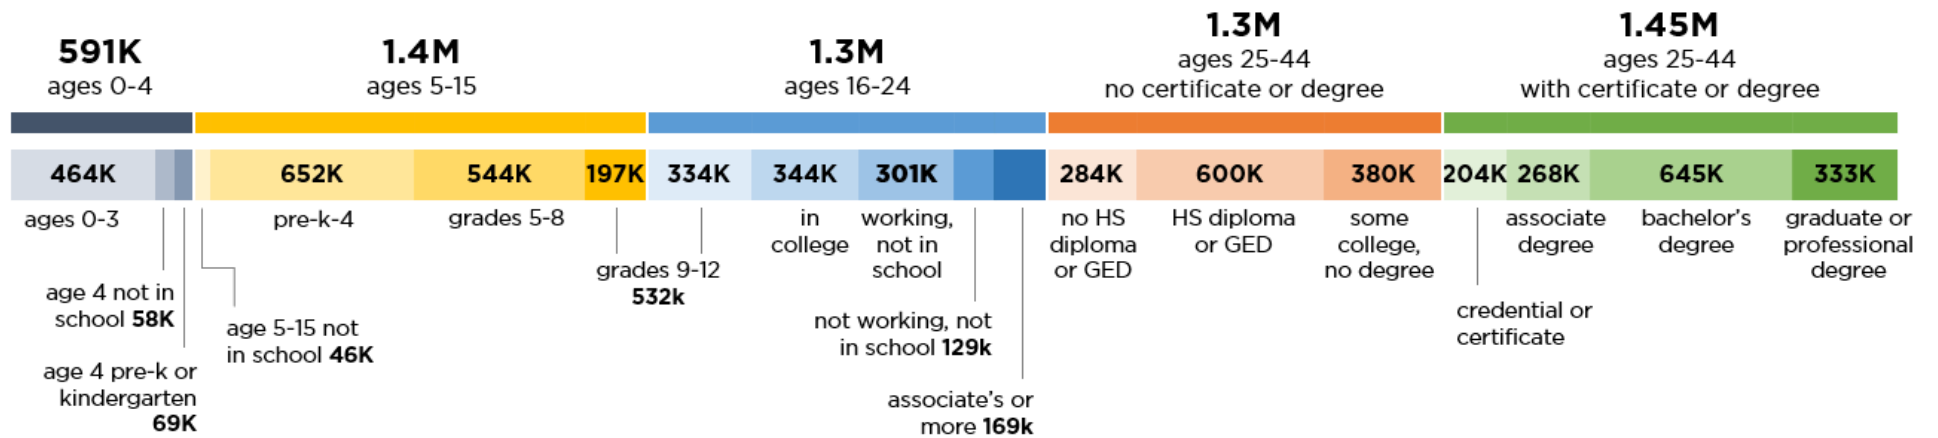 591K
ages 0-4
1.4M
ages 5-15
1.3M
ages 16-24
1.3M
ages 25-44
no certificate or degree
1.45M
ages 25-44
with certificate or degree
464K
652K
544K
197K
334K
344K
301K
284K
600K
380K
204K
268K
645K
333K
ages 0-3
age 4 not in
school 58K
age 4 pre-k or
kindergarten
69K
age 5-15 not
in school 46K
pre-k-4
grades 5-8
grades 9-12
532k
in
college
working,
not in
school
not working, not
in school 129k
associate's or
more 169k
no HS
diploma
or GED
HS diploma
or GED
some
college,
no degree
credential or
certificate
associate
degree
bachelor's
degree
graduate or
professional
degree